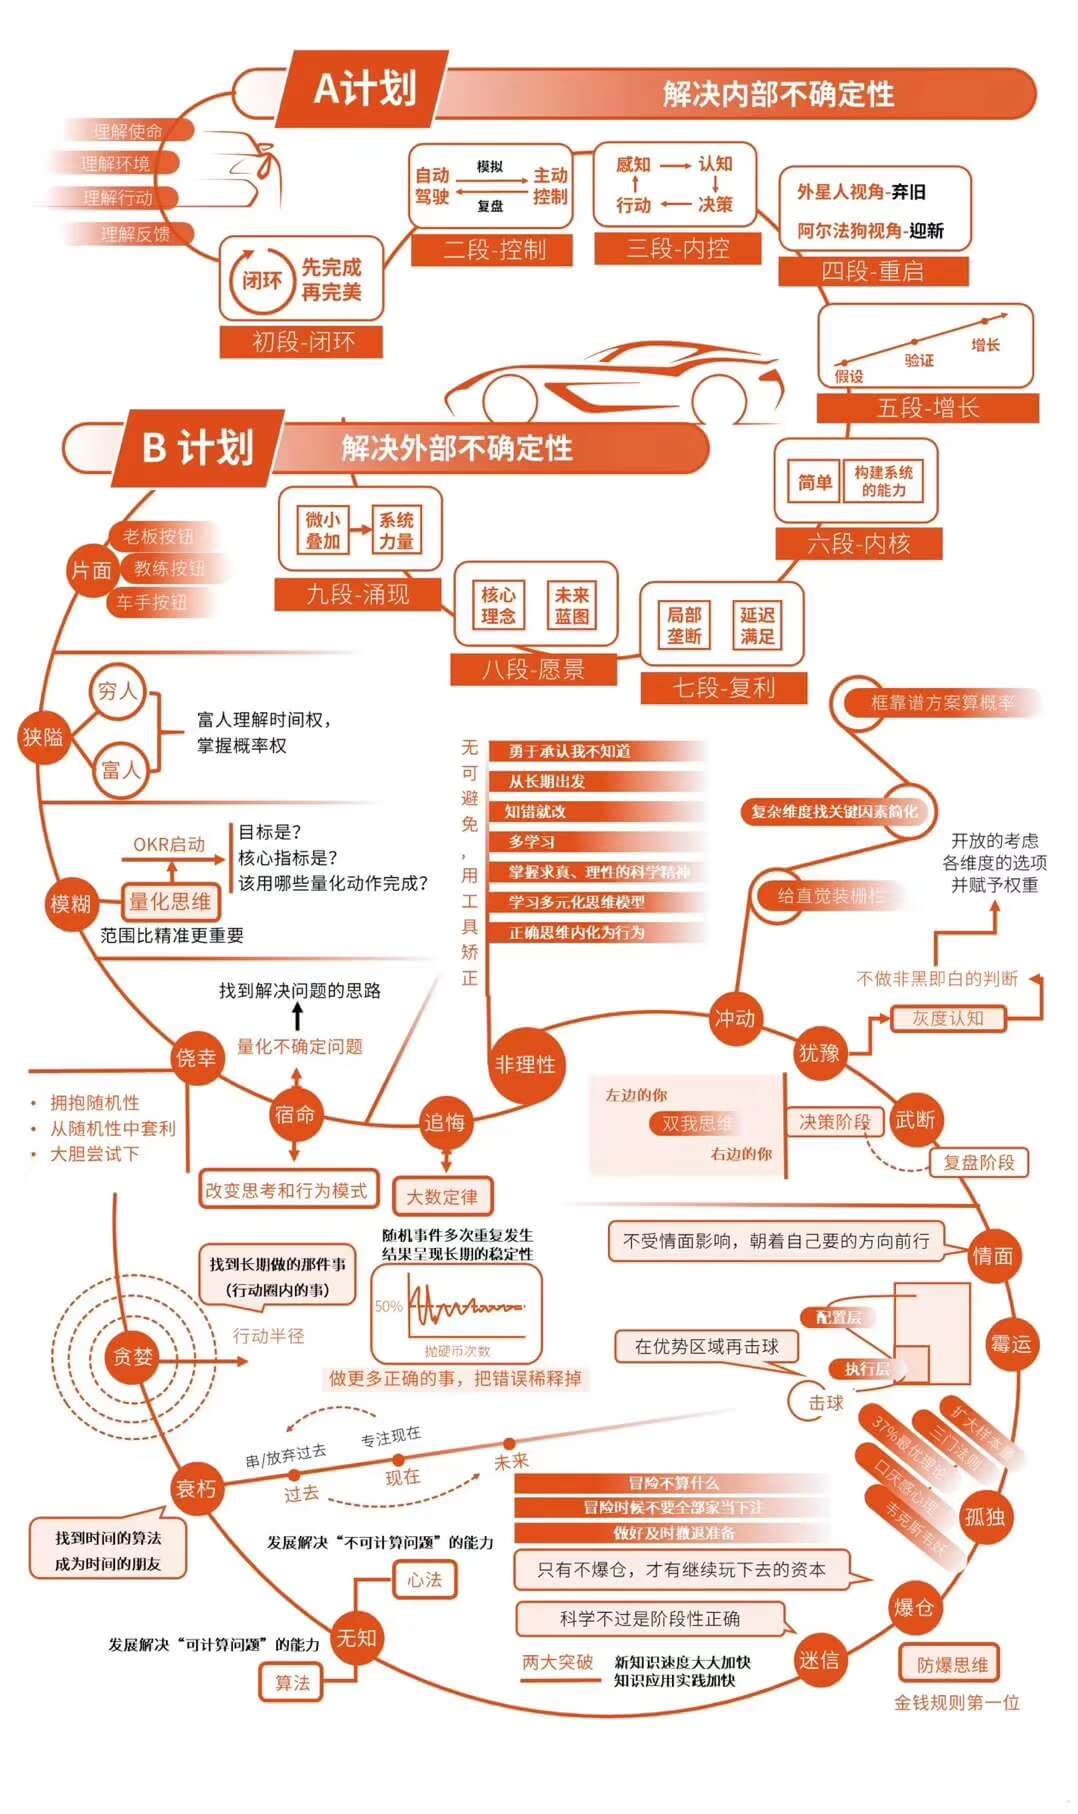 A计划
解决内部不确定性
理解使命
理解环境
理解行动
理解反馈
闭环
先完成
再完美
初段-闭环
自动
驾驶
模拟
复盘
主动
控制
二段-控制
感知
认知
行动
决策
三段-内控
外星人视角-弃旧
阿尔法狗视角-迎新
四段-重启
假设
验证
增长
五段-增长
简单
构建系统
的能力
六段-内核
局部
垄断
延迟
满足
七段-复利
核心
理念
未来
蓝图
八段-愿景
微小
叠加
系统
力量
九段-涌现
B 计划
解决外部不确定性
片面
老板按钮
教练按钮
车手按钮
狭隘
穷人
富人
富人理解时间权,
掌握概率权
模糊
OKR启动
量化思维
目标是?
核心指标是?
该用哪些量化动作完成?
范围比精准更重要
侥幸
• 拥抱随机性
• 从随机性中套利
• 大胆尝试下
找到解决问题的思路
量化不确定问题
宿命
改变思考和行为模式
追悔
大数定律
随机事件多次重复发生
结果呈现长期的稳定性
50%
抛硬币次数
做更多正确的事，把错误稀释掉
非理性
无可避免，用工具矫正
勇于承认我不知道
从长期出发
知错就改
多学习
掌握求真、理性的科学精神
学习多元化思维模型
正确思维内化为行为
冲动
框靠谱方案算概率
复杂维度找关键因素简化
给直觉装栅栏
犹豫
灰度认知
不做非黑即白的判断
开放的考虑
各维度的选项
并赋予权重
武断
左边的你
双我思维
右边的你
决策阶段
复盘阶段
情面
不受情面影响，朝着自己要的方向前行
霉运
配置层
执行层
在优势区域再击球
击球
孤独
扩大样本
三门法则
37%最优理论
爆仓
冒险不算什么
冒险时候不要全部家当下注
做好及时撤退准备
只有不爆仓，才有继续玩下去的资本
防爆思维
金钱规则第一位
迷信
科学不过是阶段性正确
两大突破
新知识速度大大加快
知识应用实践加快
无知
发展解决“不可计算问题”的能力
心法
发展解决“可计算问题”的能力
算法
衰朽
找到时间的算法
成为时间的朋友
串/放弃过去
专注现在
过去
现在
未来
贪婪
找到长期做的那件事
(行动圈内的事)
行动半径